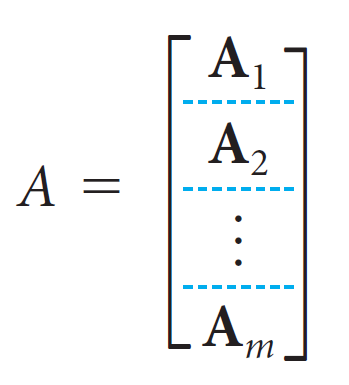 A₁
A₂
A = ⋮
Aₘ